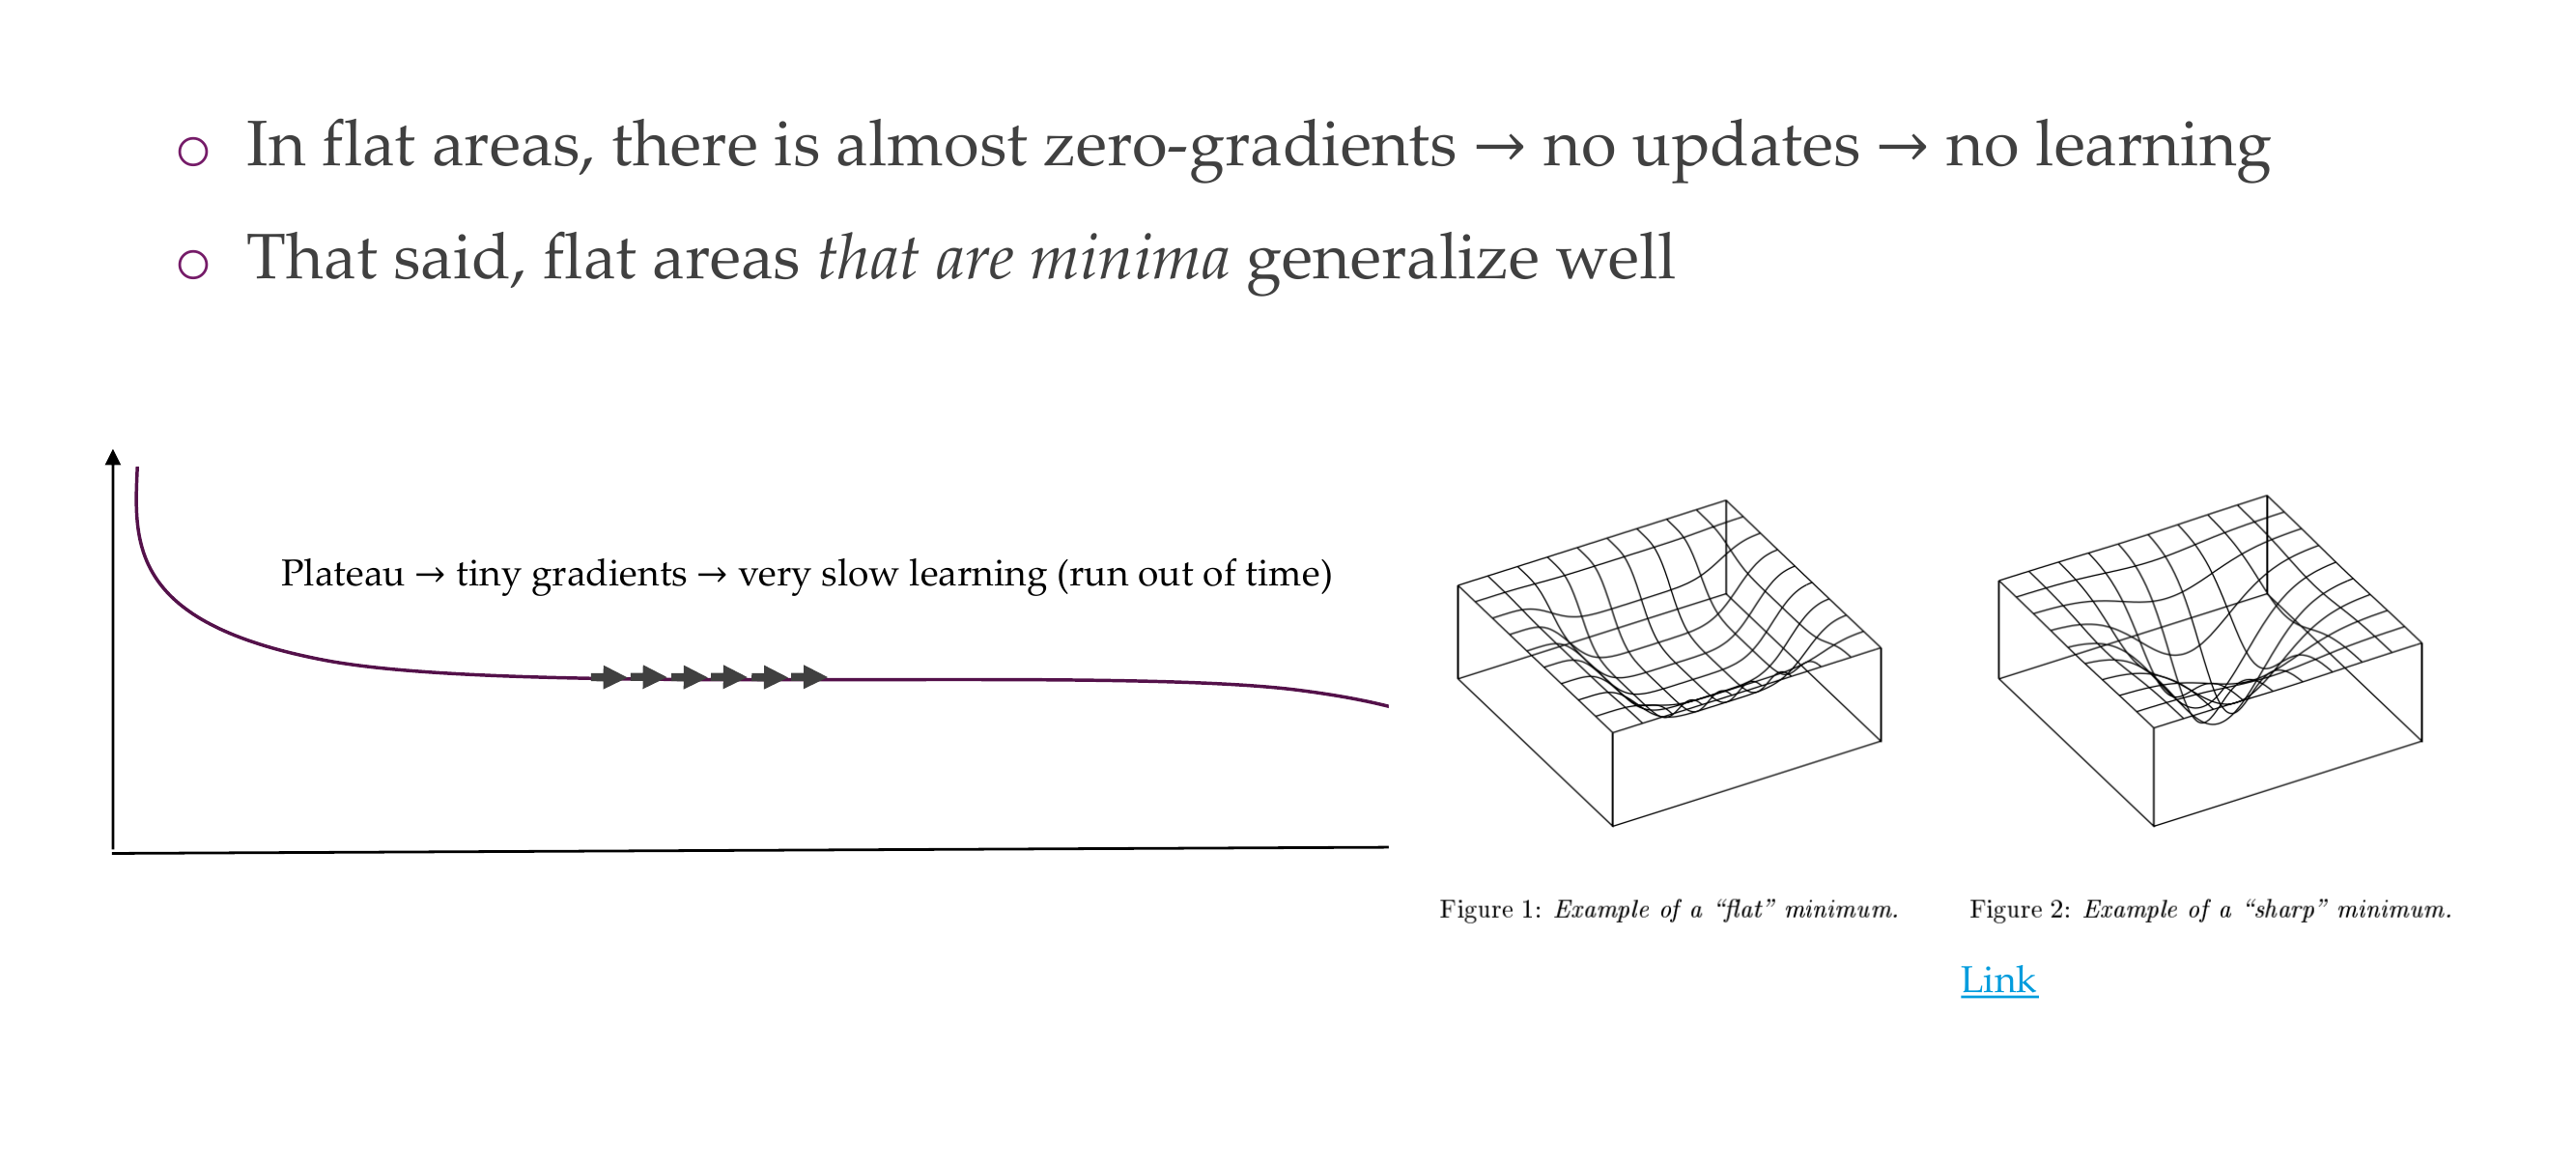 In flat areas, there is almost zero-gradients → no updates → no learning
That said, flat areas that are minima generalize well
Plateau → tiny gradients → very slow learning (run out of time)
Figure 1: Example of a “flat” minimum.
Figure 2: Example of a “sharp” minimum.
Link